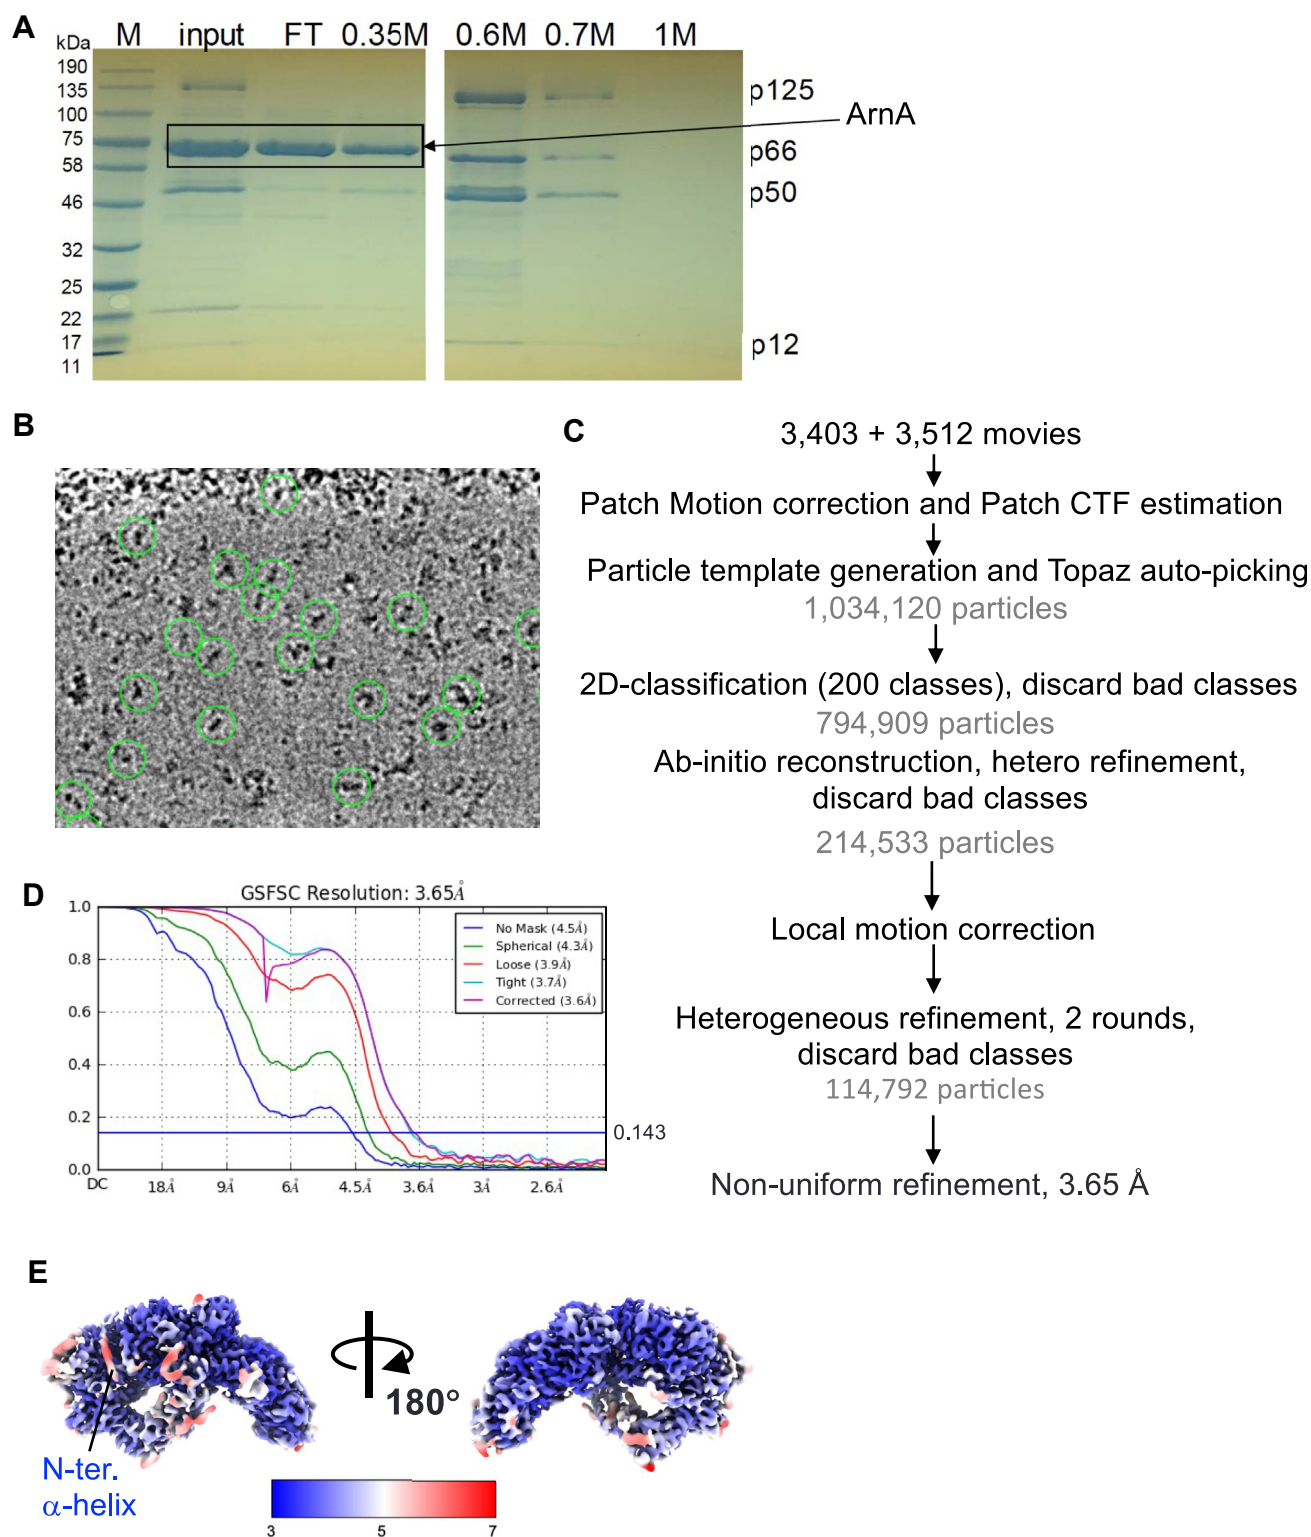 A
kDa
M input FT 0.35M 0.6M 0.7M 1M
190
135
100
75
58
46
32
25
22
17
11
p125
ArnA
p66
p50
p12
B
C
3,403 + 3,512 movies
Patch Motion correction and Patch CTF estimation
Particle template generation and Topaz auto-picking
1,034,120 particles
2D-classification (200 classes), discard bad classes
794,909 particles
Ab-initio reconstruction, hetero refinement,
discard bad classes
214,533 particles
Local motion correction
Heterogeneous refinement, 2 rounds,
discard bad classes
114,792 particles
Non-uniform refinement, 3.65 Å
D
GSFSC Resolution: 3.65Å
1.0
0.8
0.6
0.4
0.2
0.0
No Mask (4.5Å)
Spherical (4.3Å)
Loose (3.9Å)
Tight (3.7Å)
Corrected (3.6Å)
0.143
DC 18Å 9Å 6Å 4.5Å 3.6Å 3Å 2.6Å
E
180°
N-ter.
α-helix
3 5 7